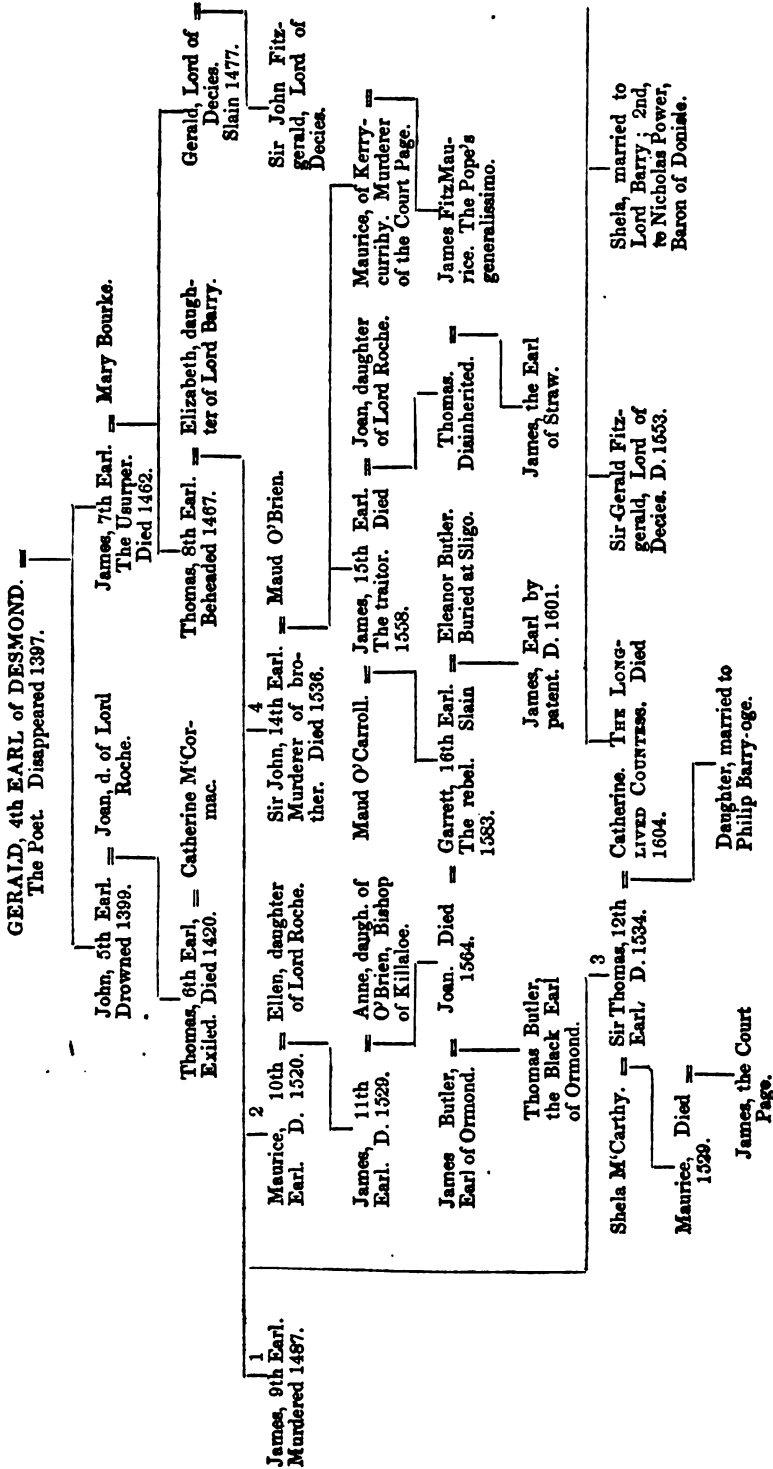 GERALD, 4th EARL of DESMOND. =
The Poet. Disappeared 1397.
John, 5th Earl. = Joan, d. of Lord
Drowned 1399. Roche.
James, 7th Earl. = Mary Bourke.
The Usurper.
Died 1462.
Thomas, 6th Earl, = Catherine M'Cor-
Exiled. Died 1420. mac.
Thomas, 8th Earl. = Elizabeth, daugh-
Beheaded 1467. ter of Lord Barry.
Gerald, Lord of =
Decies.
Slain 1477.
Sir John Fitz-
gerald, Lord of
Decies.
1
James, 9th Earl.
Murdered 1487.
2
Maurice, 10th = Ellen, daughter
Earl. D. 1520. of Lord Roche.
4
Sir John, 14th Earl. = Maud O'Brien.
Murderer of bro-
ther. Died 1536.
James, 11th = Anne, daugh. of
Earl. D. 1529. O'Brien, Bishop
of Killaloe.
Maud O'Carroll. = James, 15th Earl. = Joan, daughter
The traitor. Died of Lord Roche.
1558.
Maurice, of Kerry- =
currihy. Murderer
of the Court Page.
James Butler, = Joan. Died = Garrett, 16th Earl. = Eleanor Butler.
Earl of Ormond. 1564. The rebel. Slain Buried at Sligo.
1583.
Thomas. =
Disinherited.
James FitzMau-
rice. The Pope's
generalissimo.
Thomas Butler,
the Black Earl
of Ormond.
James, Earl by
patent. D. 1601.
James, the Earl
of Straw.
3
Shela M'Carthy. = Sir Thomas, 12th = Catherine. THE LONG-
Earl. D. 1534. LIVED COUNTESS. Died
1604.
Sir Gerald Fitz-
gerald, Lord of
Decies. D. 1553.
Shela, married to
Lord Barry; 2nd,
to Nicholas Power,
Baron of Donisle.
Maurice, Died =
1529.
Daughter, married to
Philip Barry-oge.
James, the Court
Page.